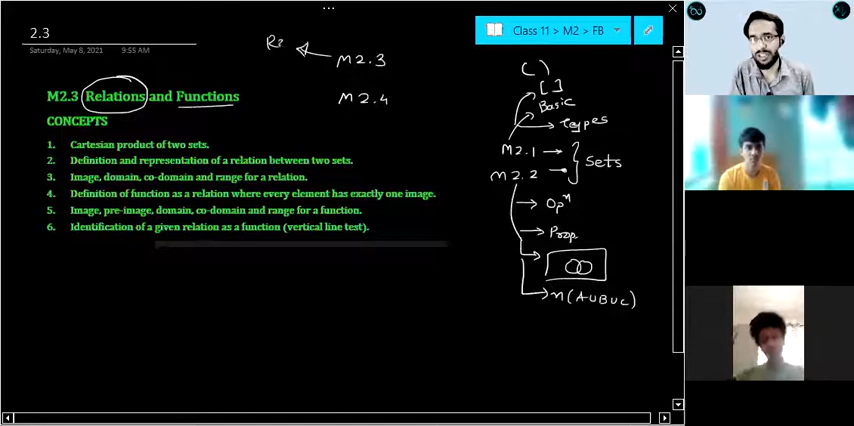 2.3
Saturday, May 8, 2021 9:55 AM
M2.3 Relations and Functions
CONCEPTS
1. Cartesian product of two sets.
2. Definition and representation of a relation between two sets.
3. Image, domain, co-domain and range for a relation.
4. Definition of function as a relation where every element has exactly one image.
5. Image, pre-image, domain, co-domain and range for a function.
6. Identification of a given relation as a function (vertical line test).
M2.3
M2.4
Class 11 > M2 > FB
( )
[ ]
Basic
Types
M2.1
M2.2
Sets
Opⁿ
Prop
n(AUBUC)